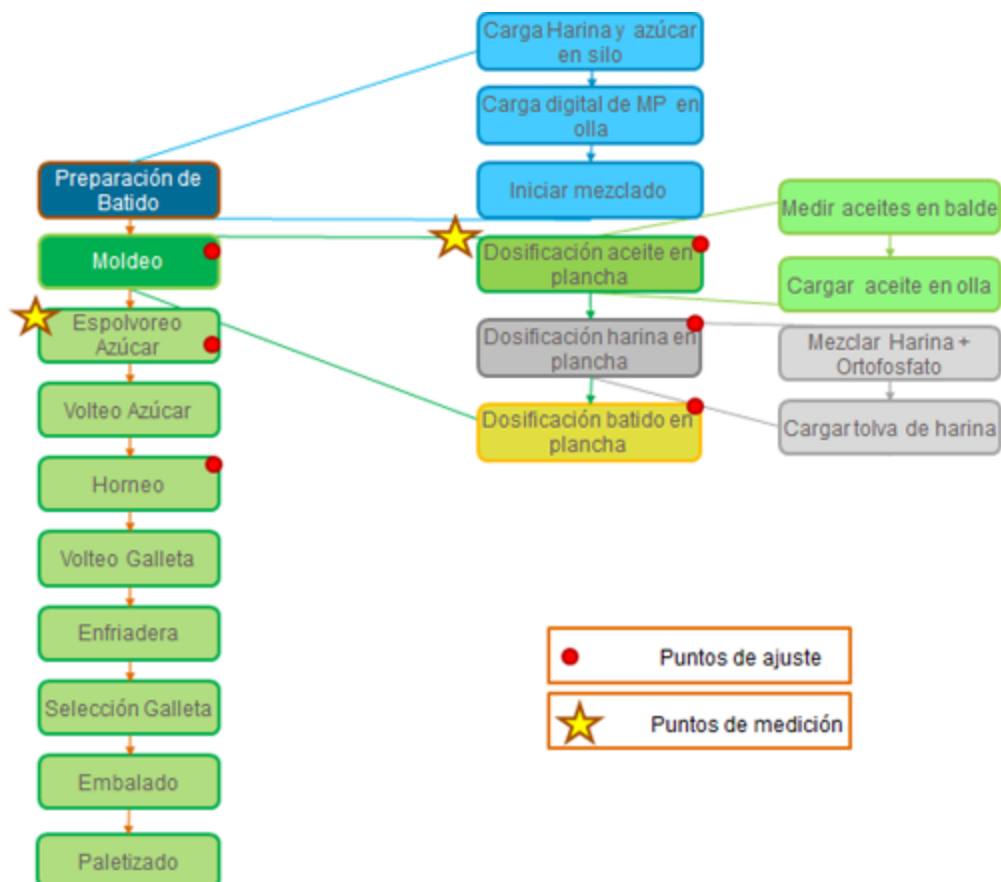 Carga Harina y azúcar
en silo
Carga digital de MP en
olla
Iniciar mezclado
Preparación de
Batido
Moldeo
Espolvoreo
Azúcar
Volteo Azúcar
Horneo
Volteo Galleta
Enfriadera
Selección Galleta
Embalado
Paletizado
Dosificación aceite en
plancha
Dosificación harina en
plancha
Dosificación batido en
plancha
Medir aceites en balde
Cargar aceite en olla
Mezclar Harina +
Ortofosfato
Cargar tolva de harina
Puntos de ajuste
Puntos de medición